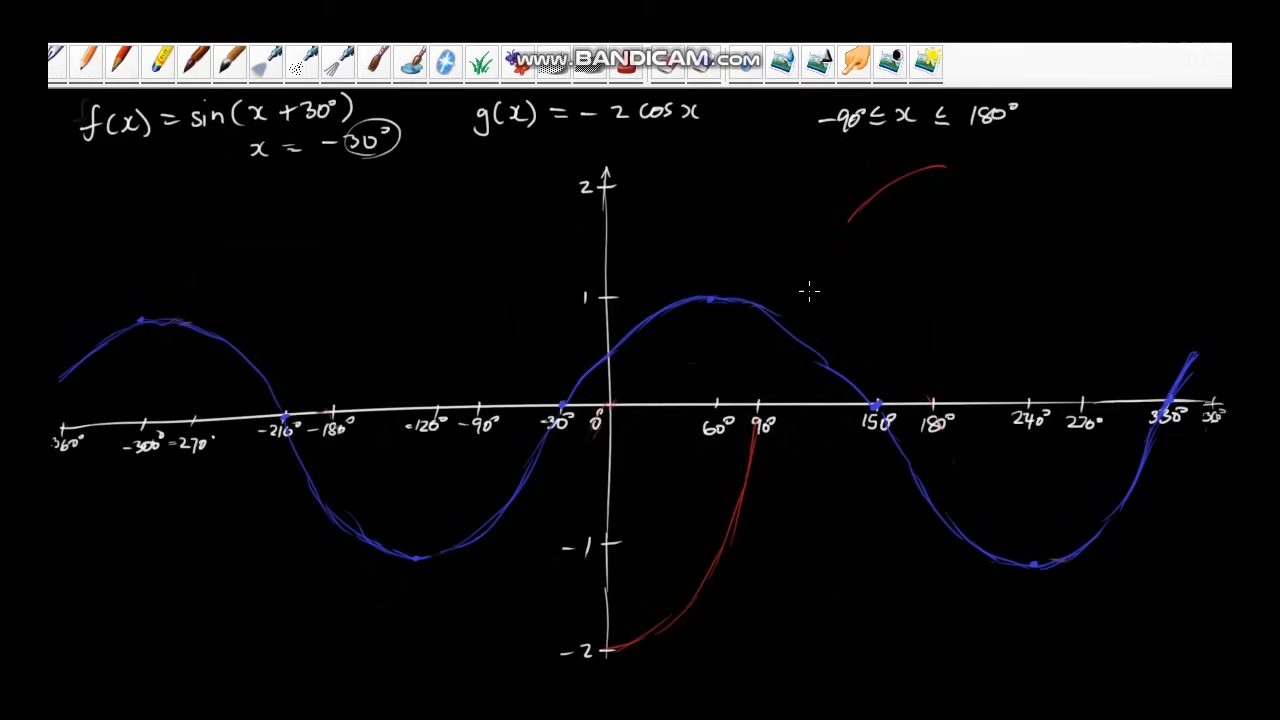 www.BANDICAM.com
f(x) = sin(x + 30°) g(x) = - 2 cos x -90° ≤ x ≤ 180°
x = - 30°
2
1
-360° -300° -270° -210° -180° -120° -90° -30° 0° 60° 90° 150° 180° 240° 270° 330°
-1
-2